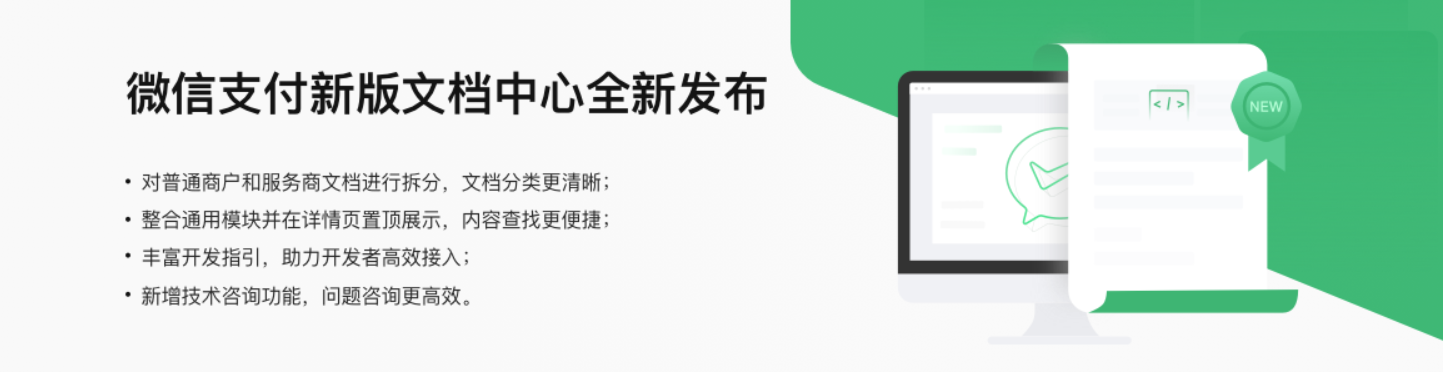 微信支付新版文档中心全新发布
• 对普通商户和服务商文档进行拆分，文档分类更清晰；
• 整合通用模块并在详情页置顶展示，内容查找更便捷；
• 丰富开发指引，助力开发者高效接入；
• 新增技术咨询功能，问题咨询更高效。
</>
NEW